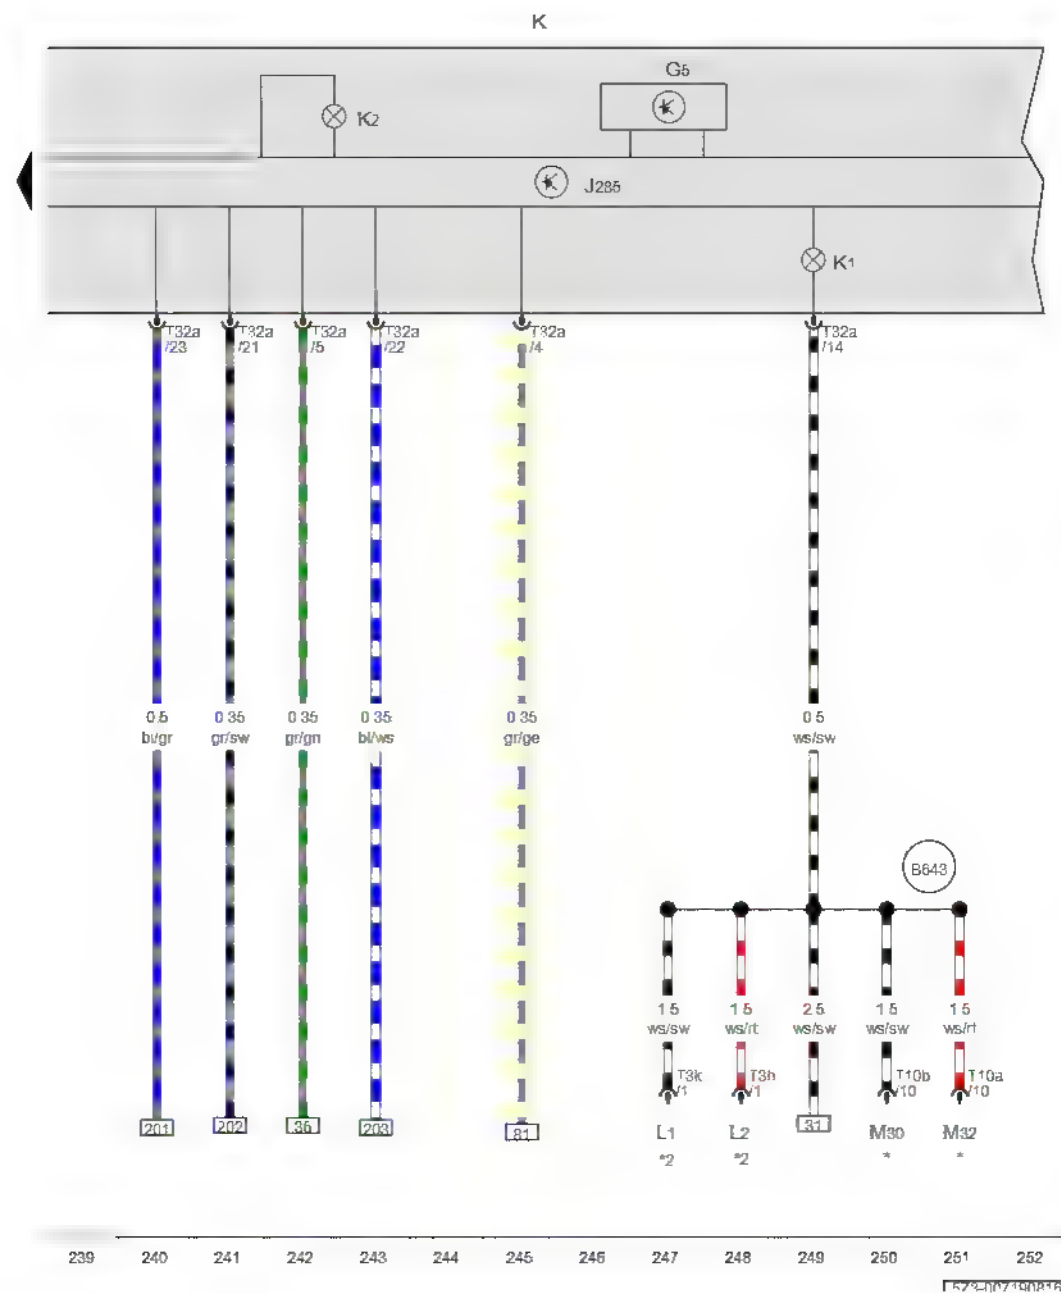 K
G5
K2
J285
K1
T32a T32a T32a T32a T32a T32a
/23 /21 /5 /22 /4 /14
0.5 0.35 0.35 0.35 0.35 0.5
bl/gr gr/sw gr/gn bl/ws gr/ge ws/sw
B643
1.5 1.5 2.5 1.5 1.5
ws/sw ws/rt ws/sw ws/sw ws/rt
T3k T3h T10b T10a
/1 /1 /10 /10
201 202 36 203 81 31
L1 L2 M30 M32
*2 *2 * *
239 240 241 242 243 244 245 246 247 248 249 250 251 252